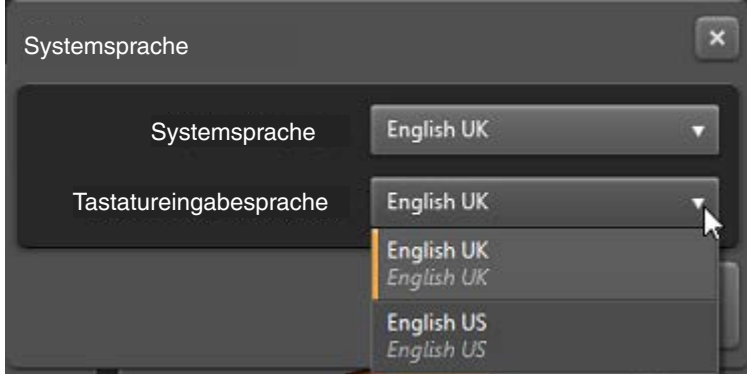 Systemsprache
Systemsprache English UK
Tastatureingabesprache English UK
English UK
English UK
English US
English US